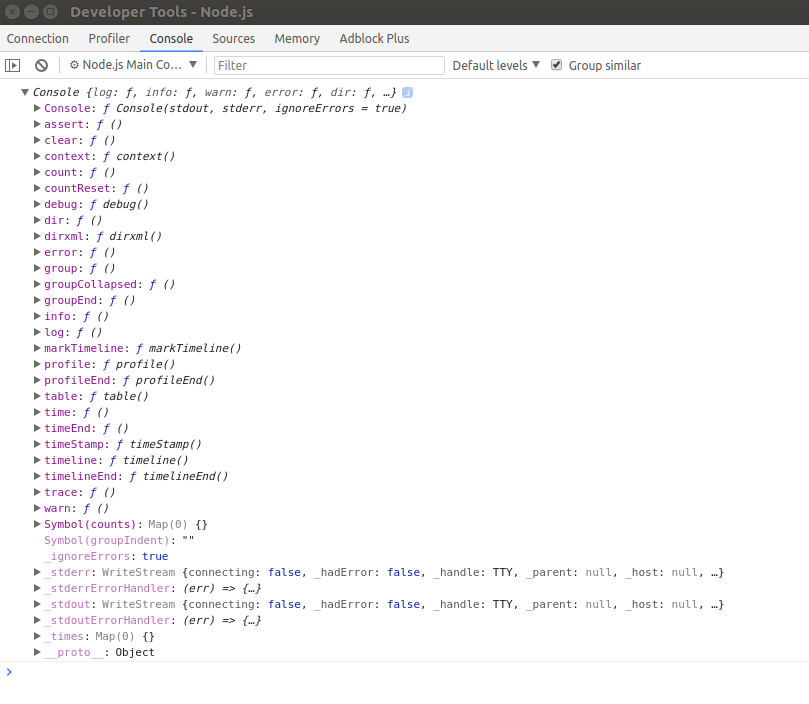 Developer Tools - Node.js
Connection Profiler Console Sources Memory Adblock Plus
Node.js Main Co... Filter Default levels Group similar
Console {log: ƒ, info: ƒ, warn: ƒ, error: ƒ, dir: ƒ, …} i
Console: ƒ Console(stdout, stderr, ignoreErrors = true)
assert: ƒ ()
clear: ƒ ()
context: ƒ context()
count: ƒ ()
countReset: ƒ ()
debug: ƒ debug()
dir: ƒ ()
dirxml: ƒ dirxml()
error: ƒ ()
group: ƒ ()
groupCollapsed: ƒ ()
groupEnd: ƒ ()
info: ƒ ()
log: ƒ ()
markTimeline: ƒ markTimeline()
profile: ƒ profile()
profileEnd: ƒ profileEnd()
table: ƒ table()
time: ƒ ()
timeEnd: ƒ ()
timeStamp: ƒ timeStamp()
timeline: ƒ timeline()
timelineEnd: ƒ timelineEnd()
trace: ƒ ()
warn: ƒ ()
Symbol(counts): Map(0) {}
Symbol(groupIndent): ""
_ignoreErrors: true
_stderr: WriteStream {connecting: false, _hadError: false, _handle: TTY, _parent: null, _host: null, …}
_stderrErrorHandler: (err) => {…}
_stdout: WriteStream {connecting: false, _hadError: false, _handle: TTY, _parent: null, _host: null, …}
_stdoutErrorHandler: (err) => {…}
_times: Map(0) {}
__proto__: Object